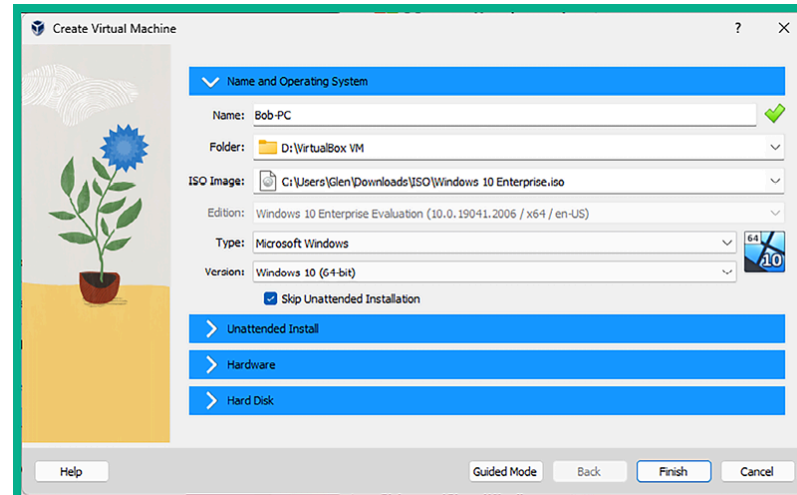 Create Virtual Machine
?
Name and Operating System
Name: Bob-PC
Folder: D:\VirtualBox VM
ISO Image: C:\Users\Glen\Downloads\ISO\Windows 10 Enterprise.iso
Edition: Windows 10 Enterprise Evaluation (10.0.19041.2006 / x64 / en-US)
Type: Microsoft Windows
64
10
Version: Windows 10 (64-bit)
Skip Unattended Installation
Unattended Install
Hardware
Hard Disk
Help Guided Mode Back Finish Cancel